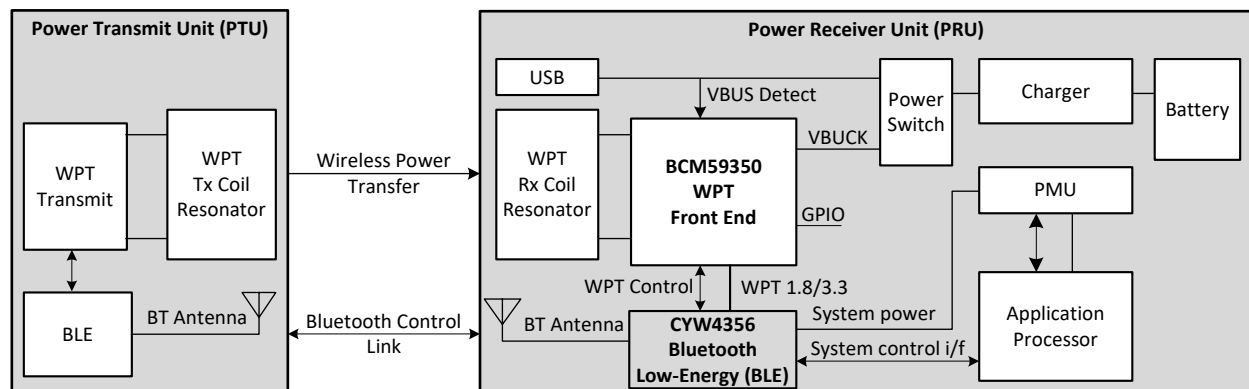 Power Transmit Unit (PTU)
WPT
Transmit
WPT
Tx Coil
Resonator
BLE
BT Antenna
Wireless Power
Transfer
Bluetooth Control
Link
Power Receiver Unit (PRU)
USB
VBUS Detect
WPT
Rx Coil
Resonator
BCM59350
WPT
Front End
VBUCK
GPIO
Power
Switch
Charger
Battery
PMU
WPT Control
WPT 1.8/3.3
BT Antenna
CYW4356
Bluetooth
Low-Energy (BLE)
System power
System control i/f
Application
Processor